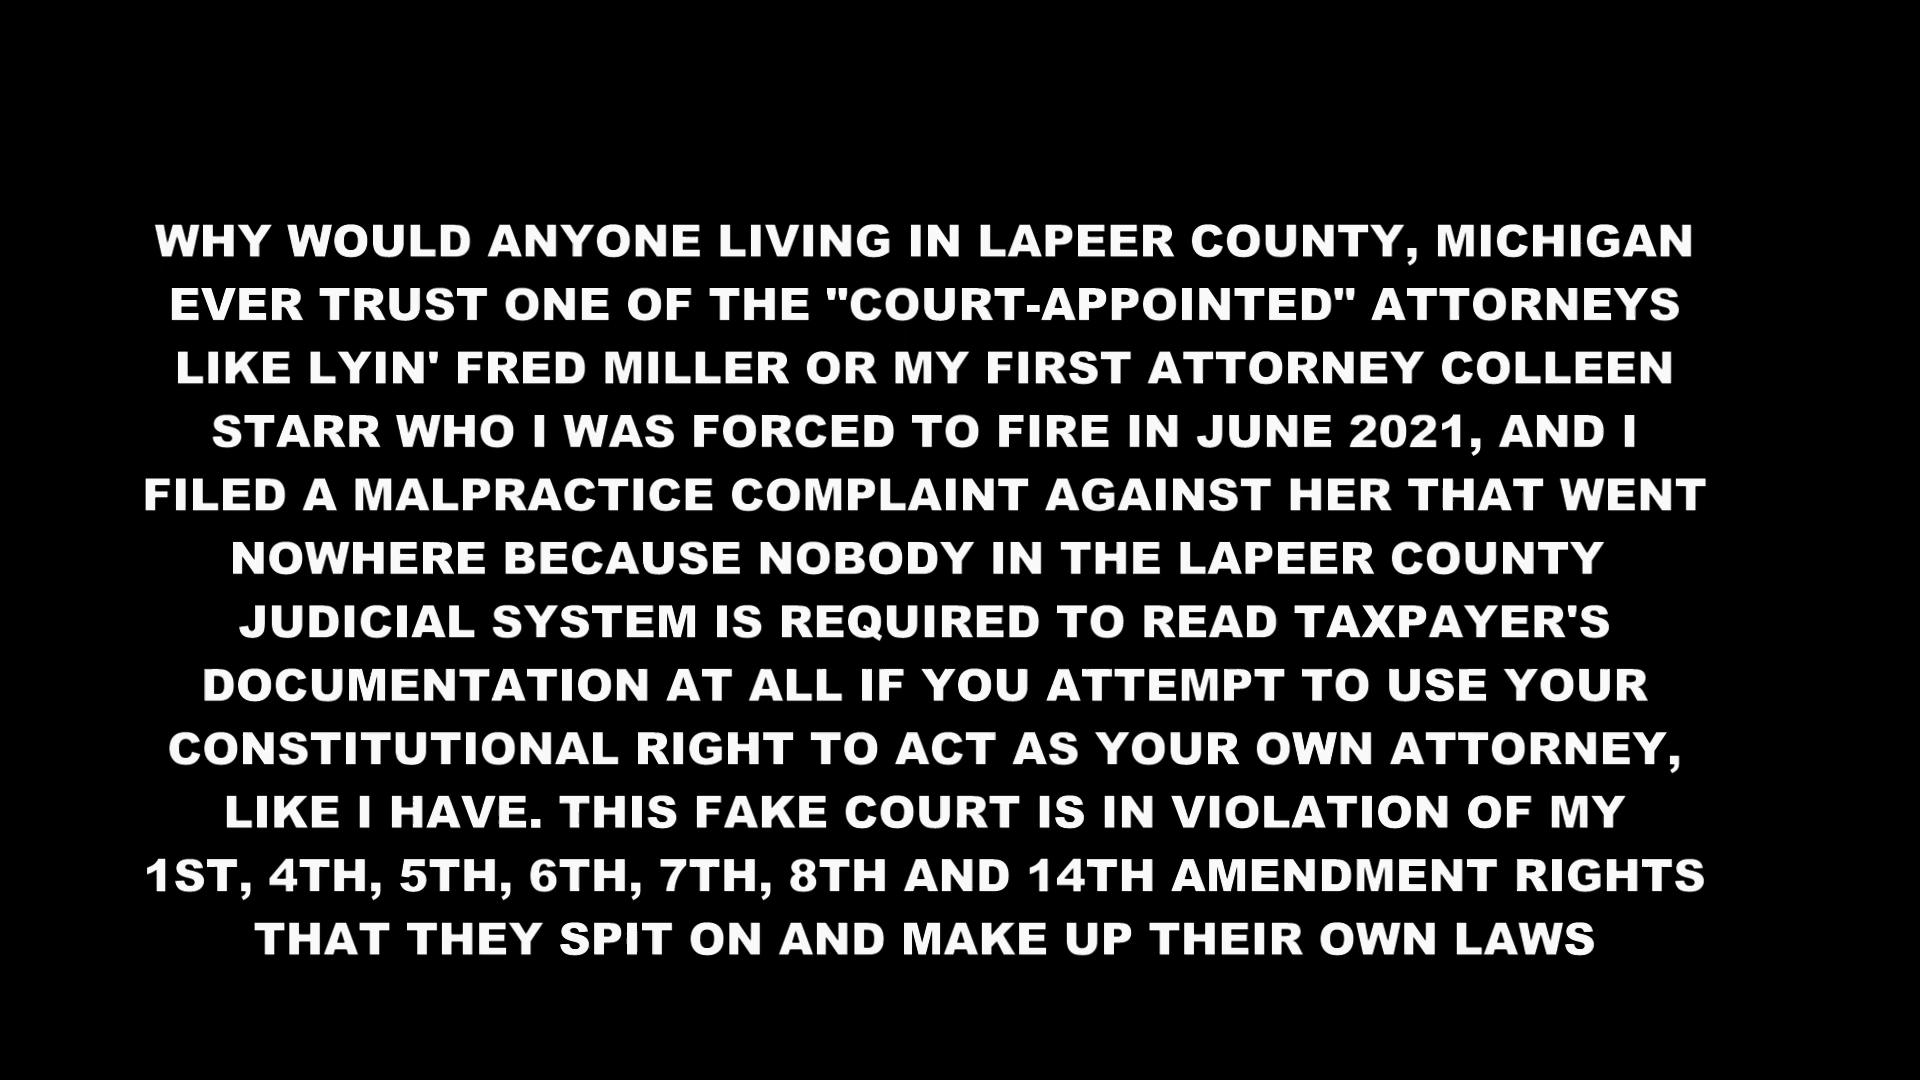 WHY WOULD ANYONE LIVING IN LAPEER COUNTY, MICHIGAN
EVER TRUST ONE OF THE "COURT-APPOINTED" ATTORNEYS
LIKE LYIN' FRED MILLER OR MY FIRST ATTORNEY COLLEEN
STARR WHO I WAS FORCED TO FIRE IN JUNE 2021, AND I
FILED A MALPRACTICE COMPLAINT AGAINST HER THAT WENT
NOWHERE BECAUSE NOBODY IN THE LAPEER COUNTY
JUDICIAL SYSTEM IS REQUIRED TO READ TAXPAYER'S
DOCUMENTATION AT ALL IF YOU ATTEMPT TO USE YOUR
CONSTITUTIONAL RIGHT TO ACT AS YOUR OWN ATTORNEY,
LIKE I HAVE. THIS FAKE COURT IS IN VIOLATION OF MY
1ST, 4TH, 5TH, 6TH, 7TH, 8TH AND 14TH AMENDMENT RIGHTS
THAT THEY SPIT ON AND MAKE UP THEIR OWN LAWS